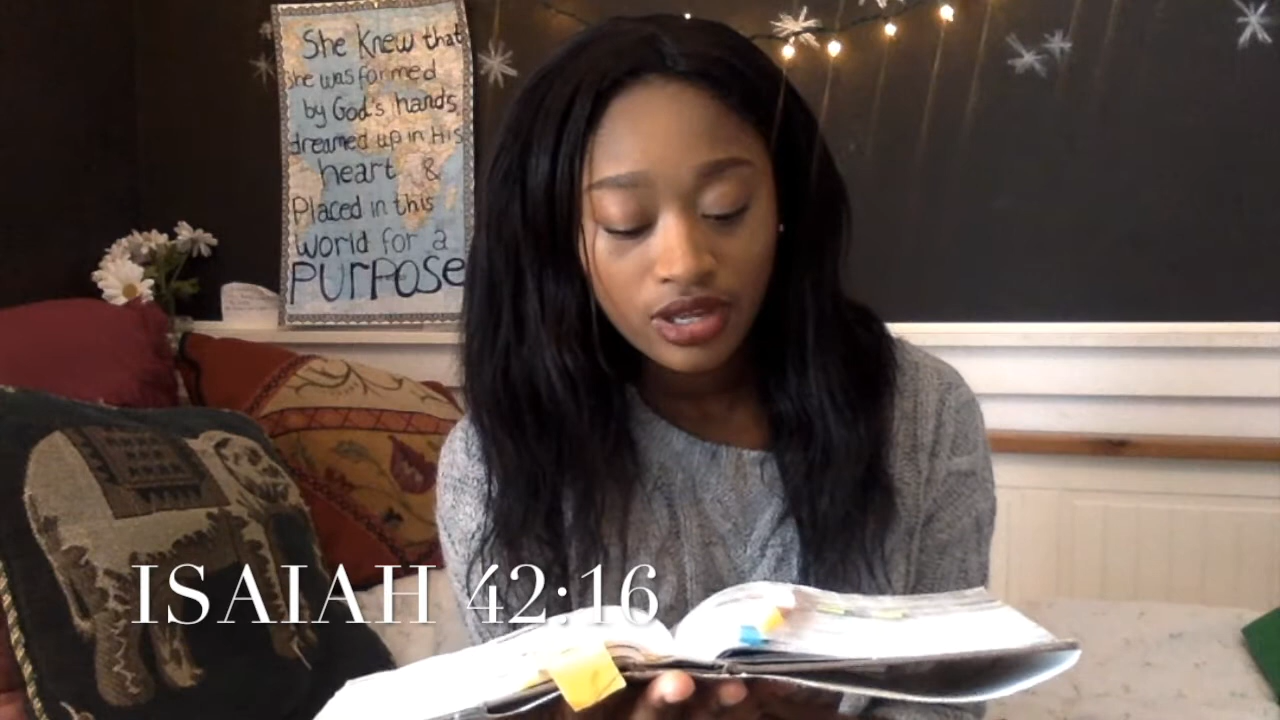 She Knew that
she was formed
by God's hands
dreamed up in His
heart &
Placed in this
world for a
PURPOSE
ISAIAH 42:16